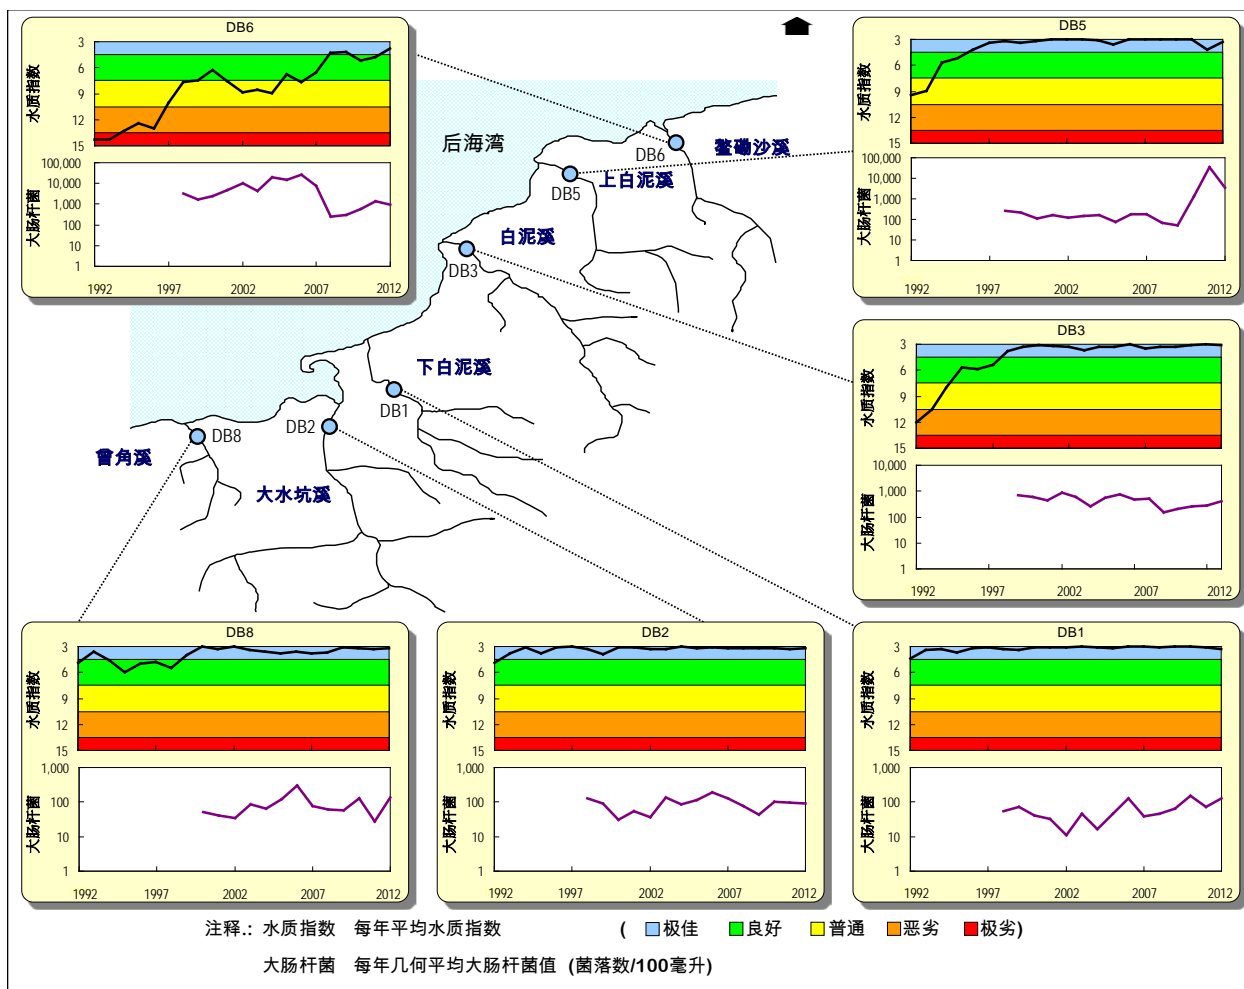 DB6
3
6
9
12
15
水质指数
100,000
10,000
1,000
100
10
1
大肠杆菌
1992
1997
2002
2007
2012
DB5
3
6
9
12
15
水质指数
100,000
10,000
1,000
100
10
1
大肠杆菌
1992
1997
2002
2007
2012
后海湾
DB6
鳌磡沙溪
上白泥溪
DB5
白泥溪
DB3
下白泥溪
DB1
DB2
DB8
曾角溪
大水坑溪
DB3
3
6
9
12
15
水质指数
10,000
1,000
100
10
1
大肠杆菌
1992
1997
2002
2007
2012
DB8
3
6
9
12
15
水质指数
1,000
100
10
1
大肠杆菌
1992
1997
2002
2007
2012
DB2
3
6
9
12
15
水质指数
1,000
100
10
1
大肠杆菌
1992
1997
2002
2007
2012
DB1
3
6
9
12
15
水质指数
1,000
100
10
1
大肠杆菌
1992
1997
2002
2007
2012
注释.: 水质指数 每年平均水质指数 ( 极佳 良好 普通 恶劣 极劣)
大肠杆菌 每年几何平均大肠杆菌值 (菌落数/100毫升)